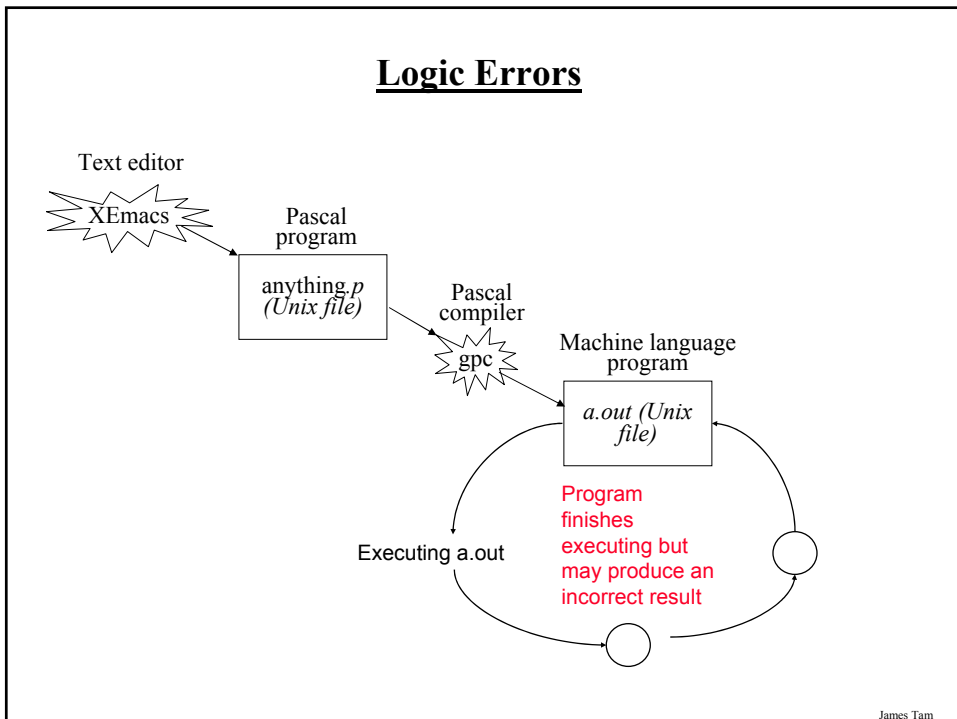 Logic Errors
Text editor
XEmacs
Pascal
program
anything.p
(Unix file)
Pascal
compiler
gpc
Machine language
program
a.out (Unix
file)
Program
finishes
executing but
may produce an
incorrect result
Executing a.out
James Tam